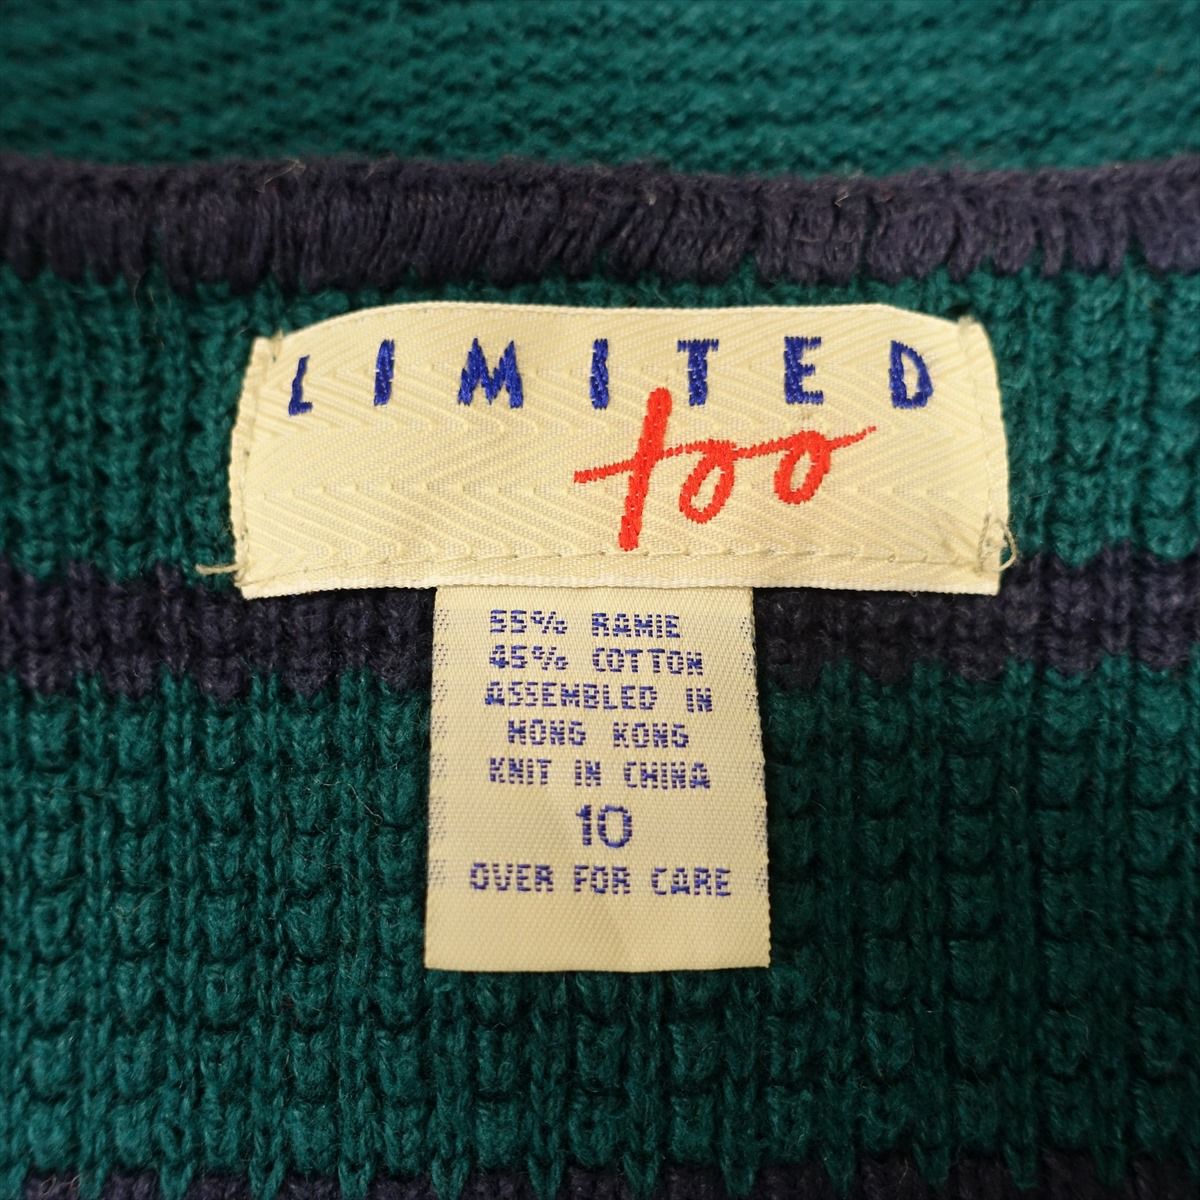 LIMITED
too
55% RAMIE
45% COTTON
ASSEMBLED IN
HONG KONG
KNIT IN CHINA
10
OVER FOR CARE